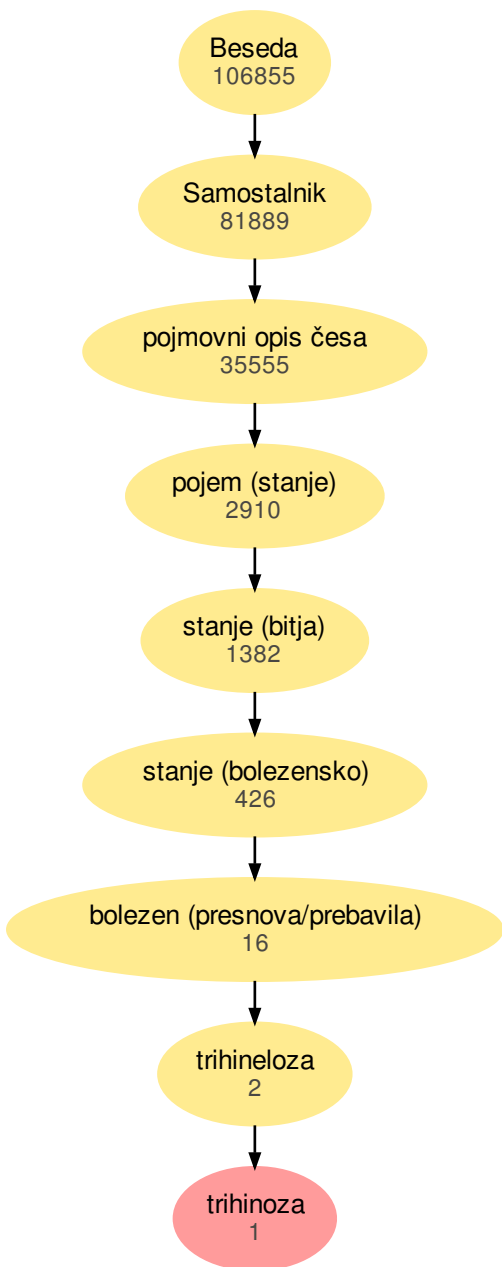 Beseda
106855
Samostalnik
81889
pojmovni opis česa
35555
pojem (stanje)
2910
stanje (bitja)
1382
stanje (bolezensko)
426
bolezen (presnova/prebavila)
16
trihineloza
2
trihinoza
1